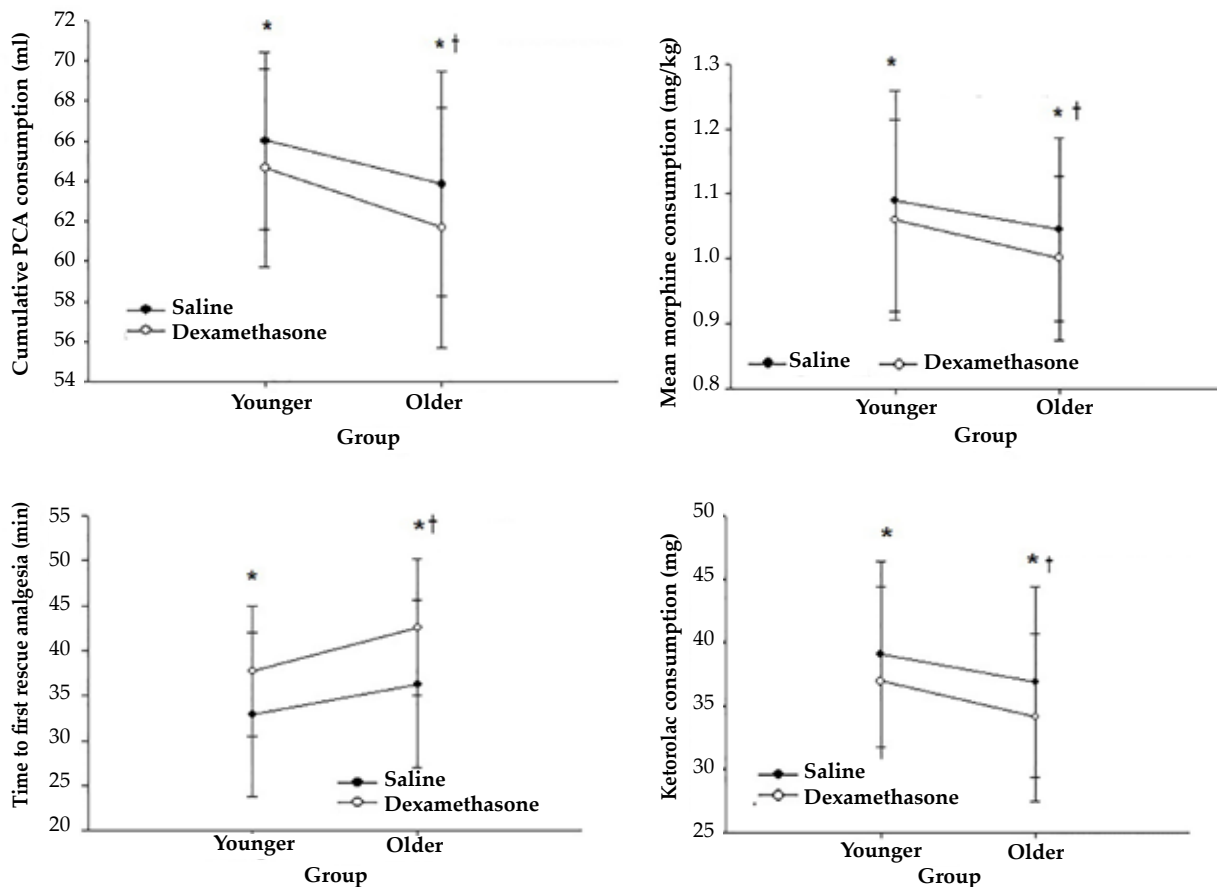 Cumulative PCA consumption (ml)
72
70
68
66
64
62
60
58
56
54
*
* †
Saline
Dexamethasone
Younger Older
Group
Mean morphine consumption (mg/kg)
1.3
1.2
1.1
1.0
0.9
0.8
*
* †
Saline Dexamethasone
Younger Older
Group
Time to first rescue analgesia (min)
55
50
45
40
35
30
25
20
*
* †
Saline
Dexamethasone
Younger Older
Group
Ketorolac consumption (mg)
50
45
40
35
30
25
*
* †
Saline
Dexamethasone
Younger Older
Group